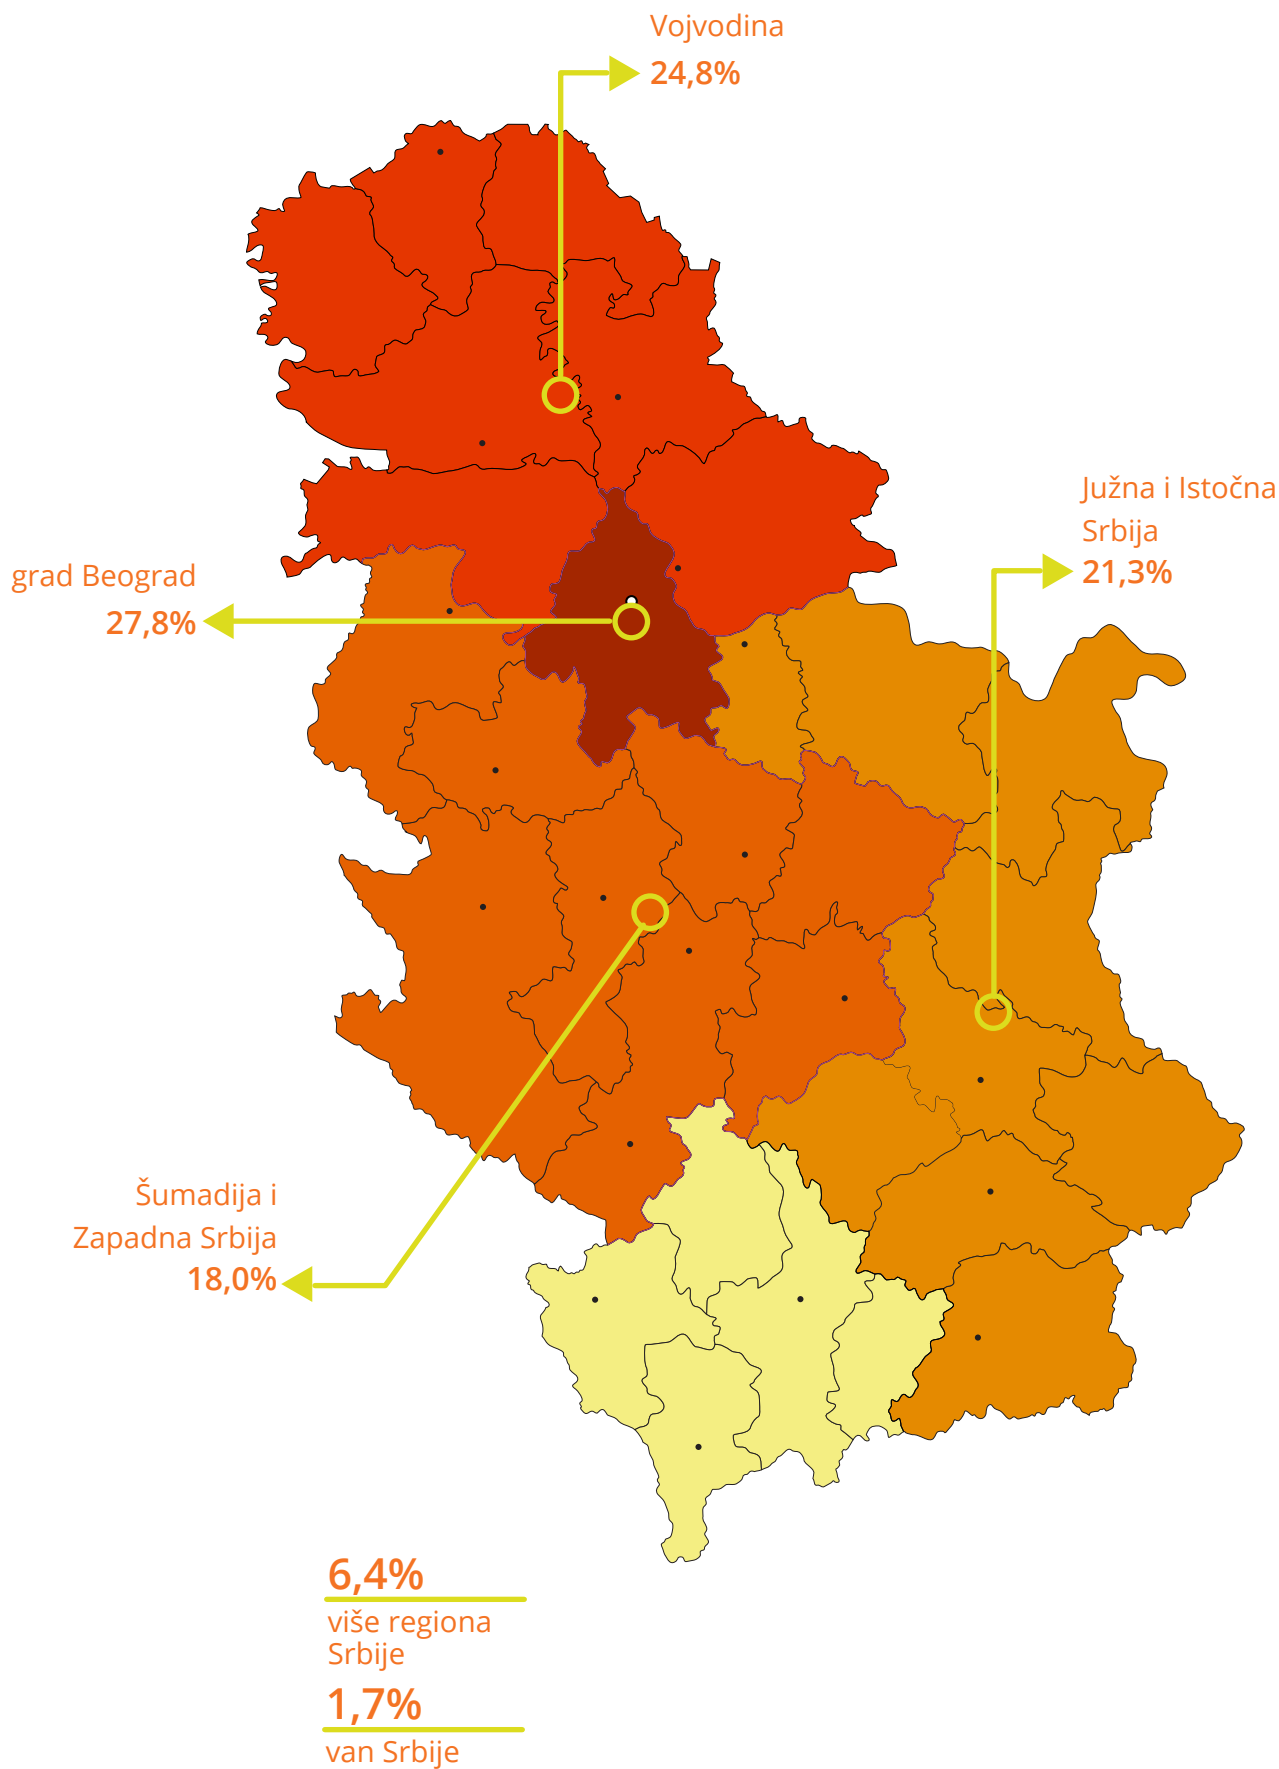 Vojvodina
24,8%
Južna i Istočna
Srbija
21,3%
grad Beograd
27,8%
Šumadija i
Zapadna Srbija
18,0%
6,4%
više regiona
Srbije
1,7%
van Srbije